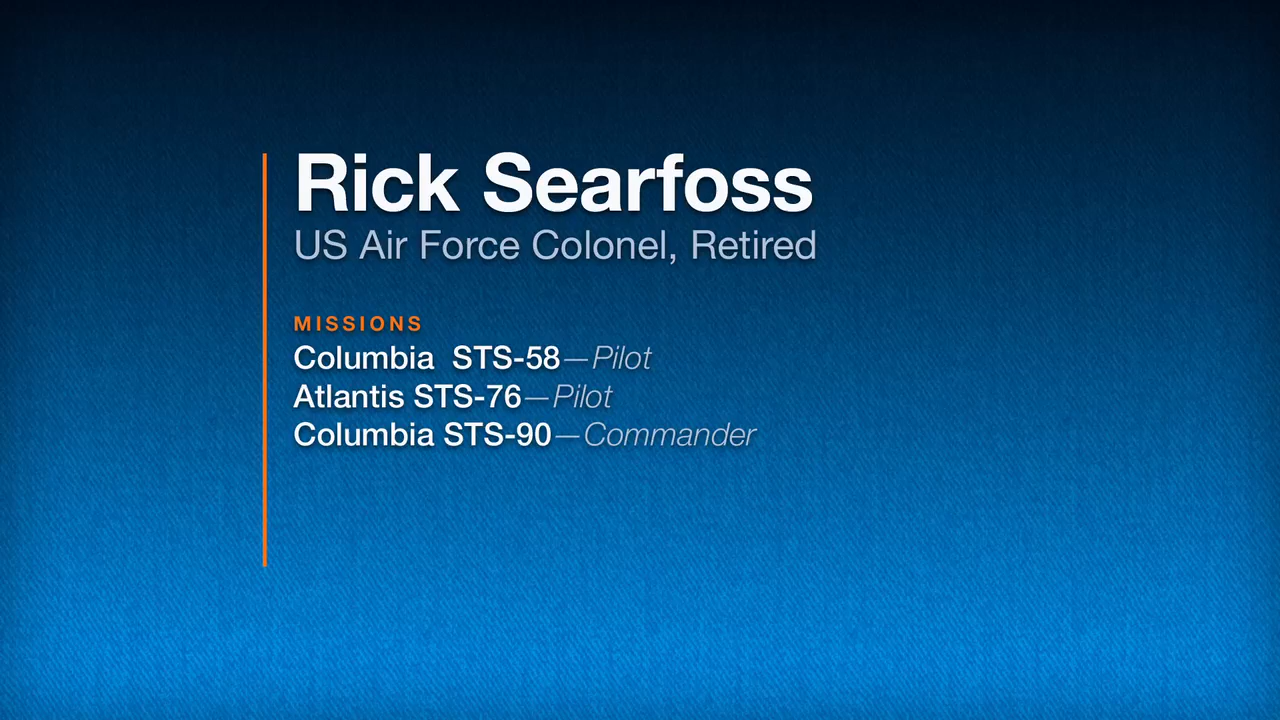 Rick Searfoss
US Air Force Colonel, Retired
MISSIONS
Columbia  STS-58—Pilot
Atlantis STS-76—Pilot
Columbia STS-90—Commander